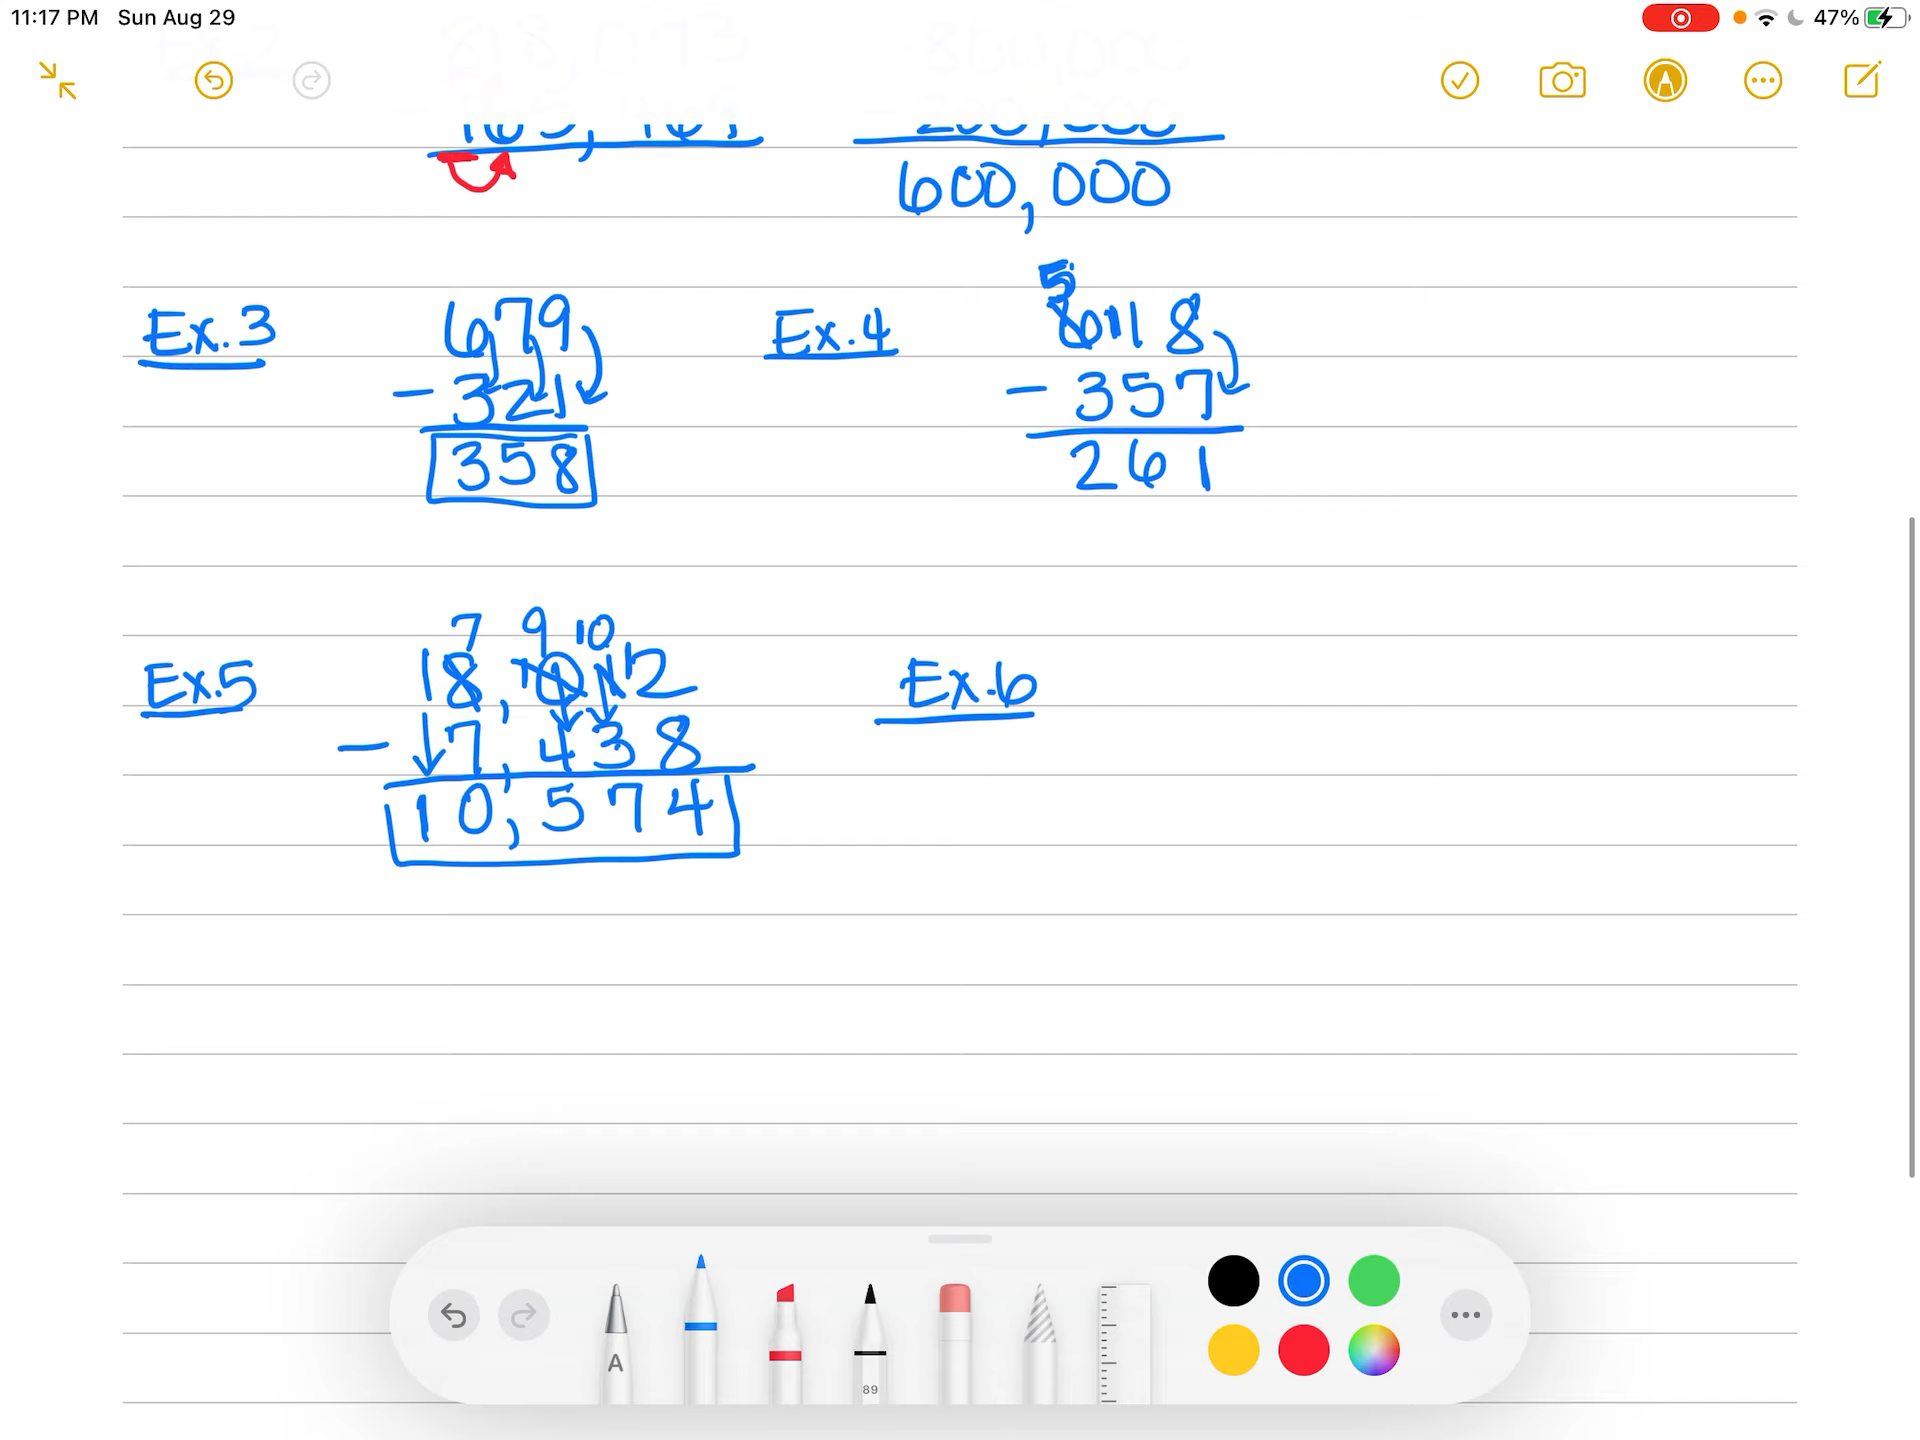 11:17 PM Sun Aug 29 47%
600,000
Ex.3 679 Ex.4 5 618
- 321 - 357
358 261
7 9 10
Ex.5 18,012 Ex.6
- 7,438
10,574
A 89